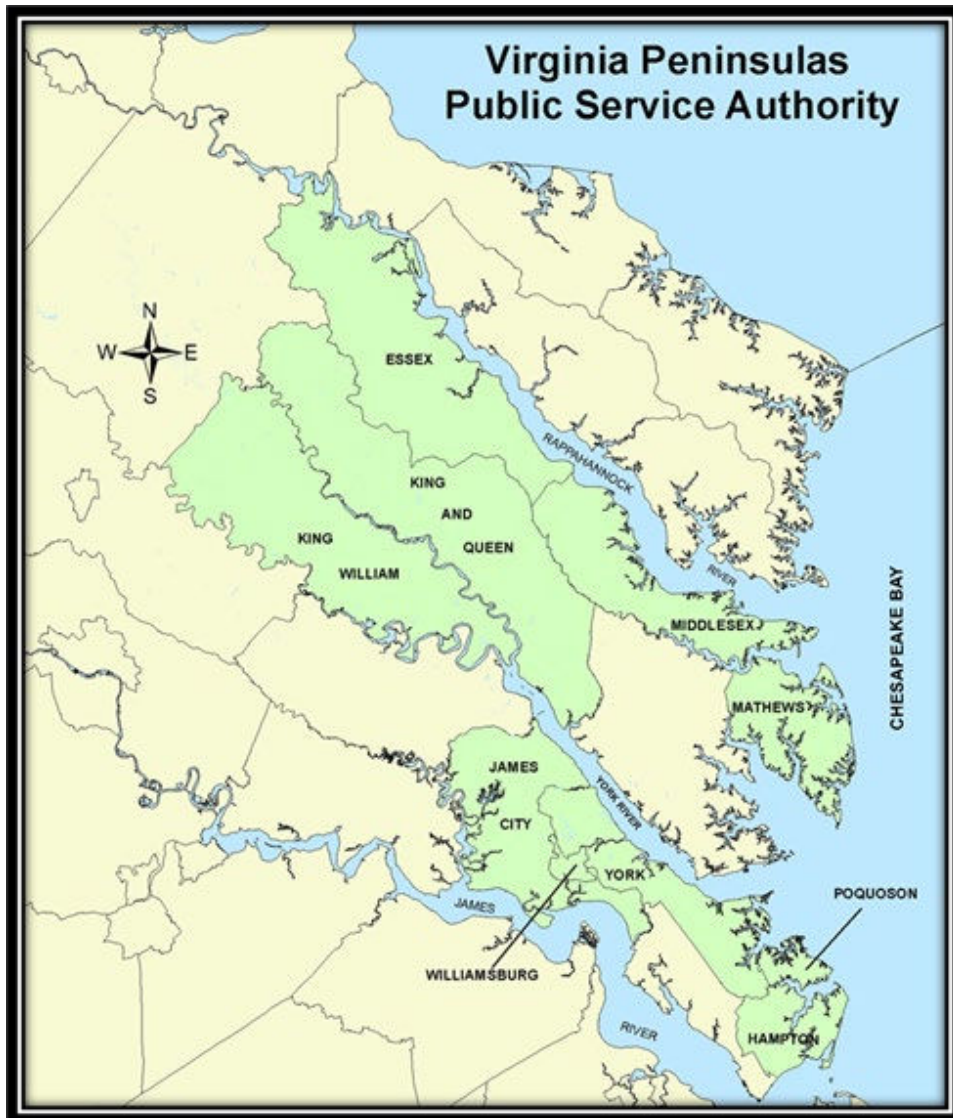 Virginia Peninsulas
Public Service Authority
N
W E
S
ESSEX
RAPPAHANNOCK
RIVER
KING
AND
QUEEN
KING
WILLIAM
MIDDLESEX
MATHEWS
CHESAPEAKE BAY
JAMES
CITY
YORK RIVER
YORK
POQUOSON
JAMES
WILLIAMSBURG
RIVER
HAMPTON